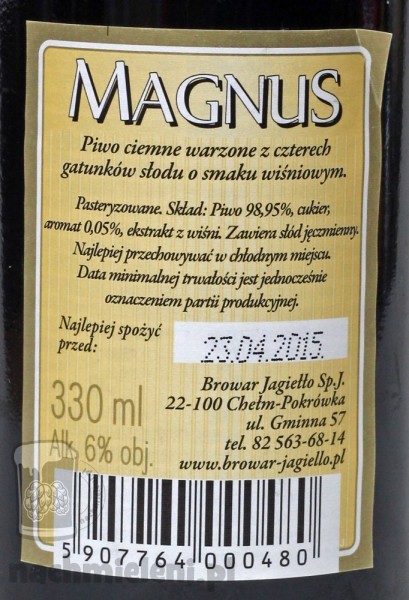 MAGNUS
Piwo ciemne warzone z czterech
gatunków słodu o smaku wiśniowym.
Pasteryzowane. Skład: Piwo 98,95%, cukier,
aromat 0,05%, ekstrakt z wiśni. Zawiera słód jęczmienny.
Najlepiej przechowywać w chłodnym miejscu.
Data minimalnej trwałości jest jednocześnie
oznaczeniem partii produkcyjnej.
Najlepiej spożyć
przed:
23.04.2015.
Browar Jagiełło Sp.J.
22-100 Chełm-Pokrówka
ul. Gminna 57
tel. 82 563-68-14
www.browar-jagiello.pl
330 ml
Alk. 6% obj.
5 907764 000480
nachmieleni.pl